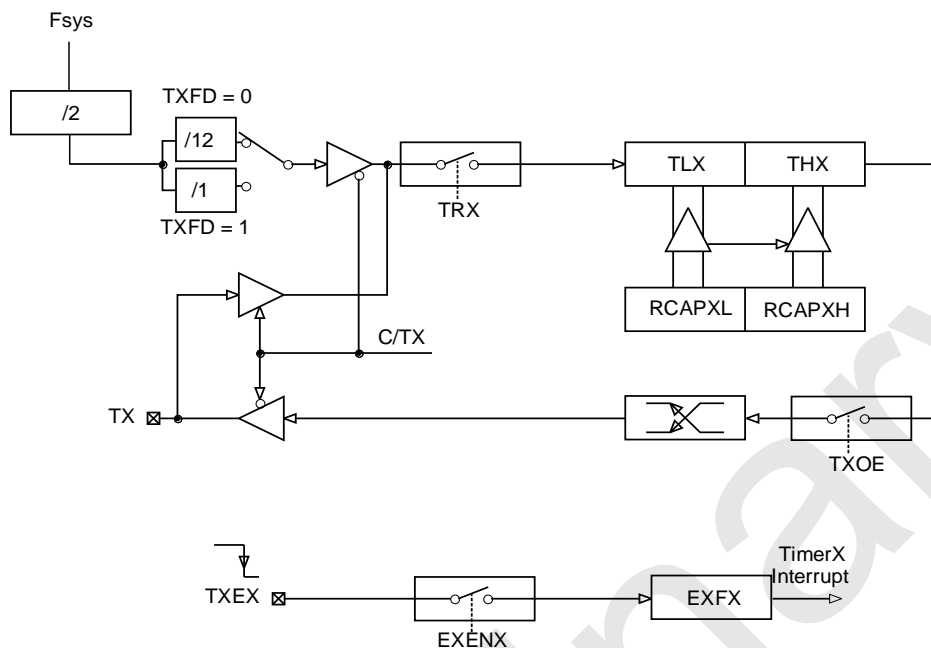 Fsys
/2
TXFD = 0
/12
/1
TXFD = 1
TRX
TLX
THX
RCAPXL
RCAPXH
C/TX
TX
TXOE
TXEX
EXENX
EXFX
TimerX
Interrupt